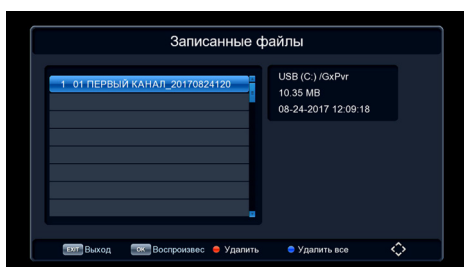 Записанные файлы
1 01 ПЕРВЫЙ КАНАЛ_20170824120
USB (C:) /GxPvr
10.35 MB
08-24-2017 12:09:18
EXIT Выход OK Воспроизвес Удалить Удалить все